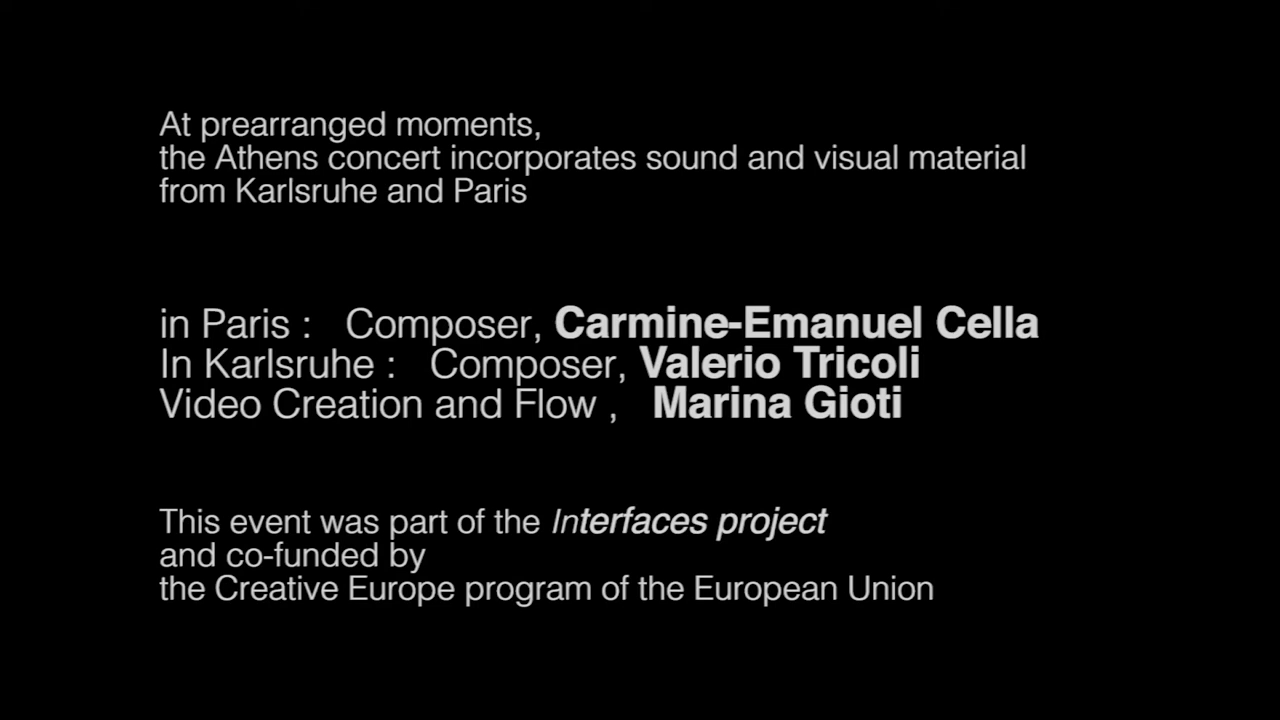 At prearranged moments,
the Athens concert incorporates sound and visual material
from Karlsruhe and Paris
in Paris : Composer, Carmine-Emanuel Cella
In Karlsruhe : Composer, Valerio Tricoli
Video Creation and Flow , Marina Gioti
This event was part of the Interfaces project
and co-funded by
the Creative Europe program of the European Union